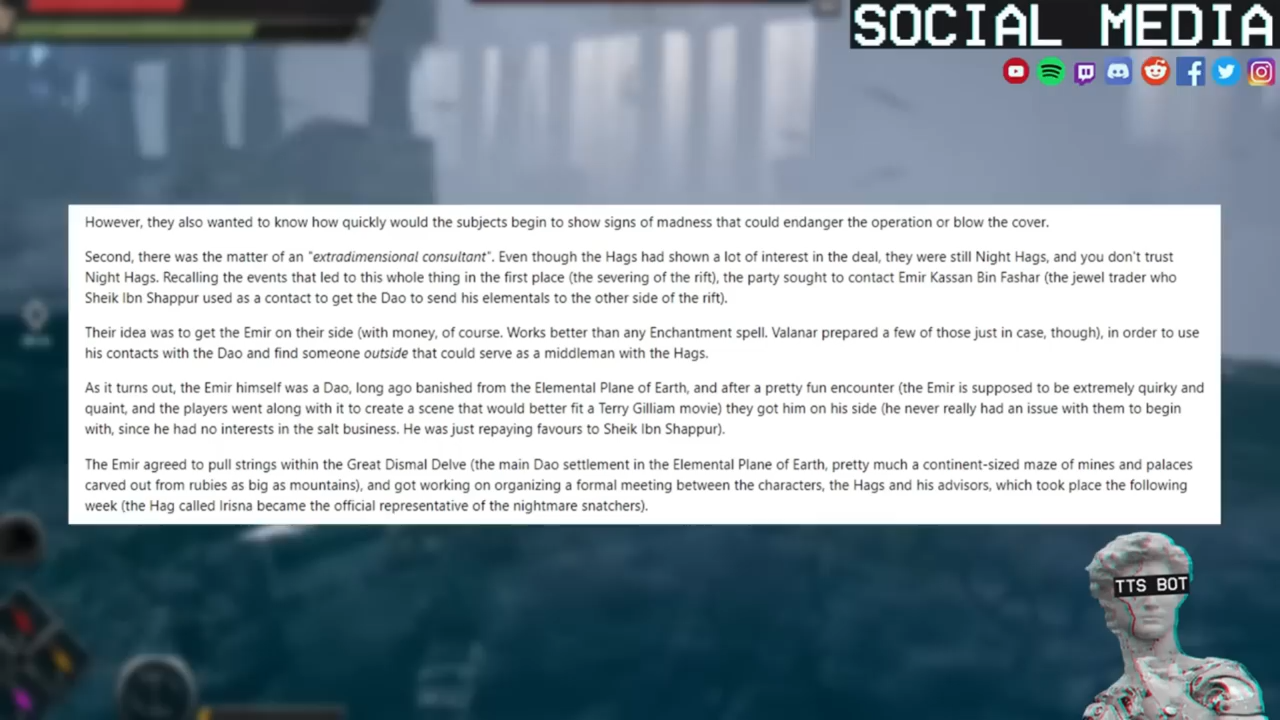 SOCIAL MEDIA
However, they also wanted to know how quickly would the subjects begin to show signs of madness that could endanger the operation or blow the cover.
Second, there was the matter of an "extradimensional consultant". Even though the Hags had shown a lot of interest in the deal, they were still Night Hags, and you don't trust
Night Hags. Recalling the events that led to this whole thing in the first place (the severing of the rift), the party sought to contact Emir Kassan Bin Fashar (the jewel trader who
Sheik Ibn Shappur used as a contact to get the Dao to send his elementals to the other side of the rift).
Their idea was to get the Emir on their side (with money, of course. Works better than any Enchantment spell. Valanar prepared a few of those just in case, though), in order to use
his contacts with the Dao and find someone outside that could serve as a middleman with the Hags.
As it turns out, the Emir himself was a Dao, long ago banished from the Elemental Plane of Earth, and after a pretty fun encounter (the Emir is supposed to be extremely quirky and
quaint, and the players went along with it to create a scene that would better fit a Terry Gilliam movie) they got him on his side (he never really had an issue with them to begin
with, since he had no interests in the salt business. He was just repaying favours to Sheik Ibn Shappur).
The Emir agreed to pull strings within the Great Dismal Delve (the main Dao settlement in the Elemental Plane of Earth, pretty much a continent-sized maze of mines and palaces
carved out from rubies as big as mountains), and got working on organizing a formal meeting between the characters, the Hags and his advisors, which took place the following
week (the Hag called Irisna became the official representative of the nightmare snatchers).
TTS BOT